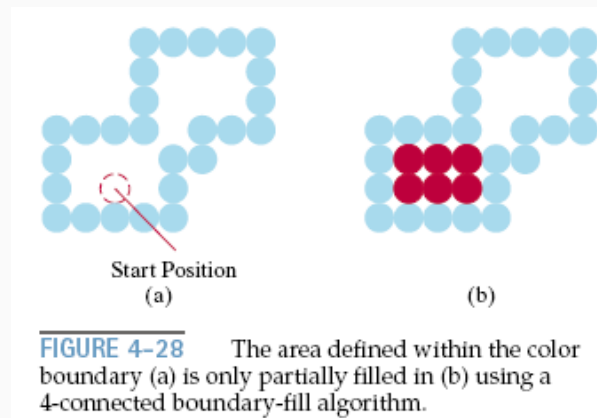 Start Position
(a)
(b)
FIGURE 4–28 The area defined within the color
boundary (a) is only partially filled in (b) using a
4-connected boundary-fill algorithm.